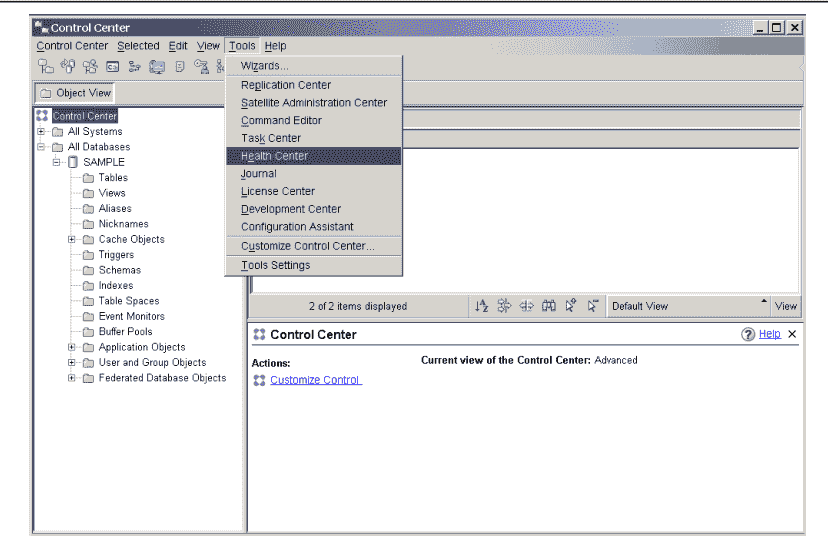 Control Center
Control Center Selected Edit View Tools Help
Object View
Wizards...
Replication Center
Satellite Administration Center
Command Editor
Task Center
Health Center
Journal
License Center
Development Center
Configuration Assistant
Customize Control Center...
Tools Settings
Control Center
All Systems
All Databases
SAMPLE
Tables
Views
Aliases
Nicknames
Cache Objects
Triggers
Schemas
Indexes
Table Spaces
Event Monitors
Buffer Pools
Application Objects
User and Group Objects
Federated Database Objects
2 of 2 items displayed Default View View
Control Center Help
Actions: Current view of the Control Center: Advanced
Customize Control